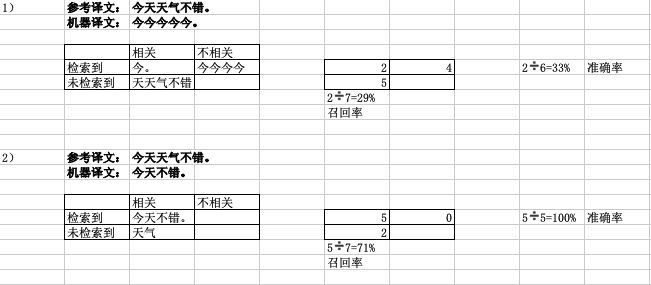 1） 参考译文： 今天天气不错。
机器译文： 今今今今今。
相关 不相关
检索到 今。 今今今今 2 4 2÷6=33% 准确率
未检索到 天天气不错 5
2÷7=29%
召回率
2） 参考译文： 今天天气不错。
机器译文： 今天不错。
相关 不相关
检索到 今天不错。 5 0 5÷5=100% 准确率
未检索到 天气 2
5÷7=71%
召回率